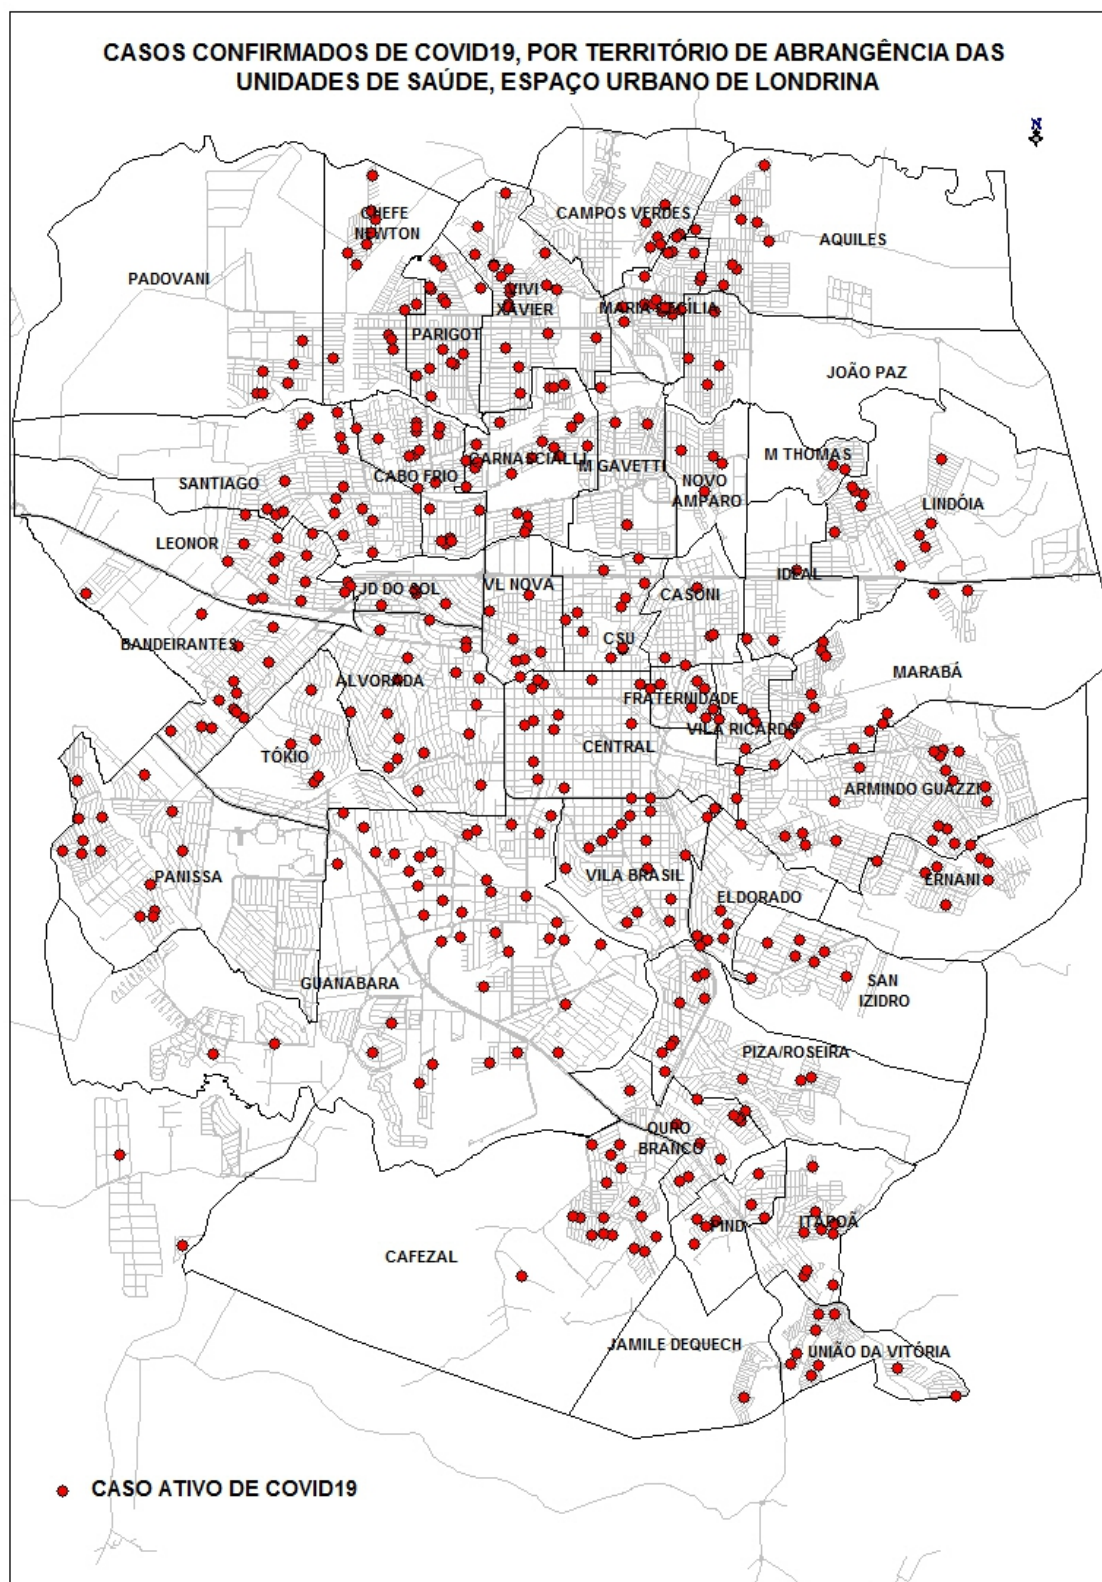 CASOS CONFIRMADOS DE COVID19, POR TERRITÓRIO DE ABRANGÊNCIA DAS
UNIDADES DE SAÚDE, ESPAÇO URBANO DE LONDRINA
N
CHEFE
NEWTON
CAMPOS VERDES
AQUILES
PADOVANI
VIVI
XAVIER
MARIA CECÍLIA
PARIGOT
JOÃO PAZ
M THOMAS
CARNASCIALLI
M GAVETTI
CABO FRIO
SANTIAGO
NOVO
AMPARO
LINDÓIA
LEONOR
IDEAL
JD DO SOL
VL NOVA
CASONI
BANDEIRANTES
CSU
MARABÁ
ALVORADA
FRATERNIDADE
VILA RICARDO
CENTRAL
TÓKIO
ARMINDO GUAZZI
PANISSA
VILA BRASIL
ERNANI
ELDORADO
GUANABARA
SAN
IZIDRO
PIZA/ROSEIRA
OURO
BRANCO
PIND
ITAPOÃ
CAFEZAL
JAMILE DEQUECH
UNIÃO DA VITÓRIA
CASO ATIVO DE COVID19